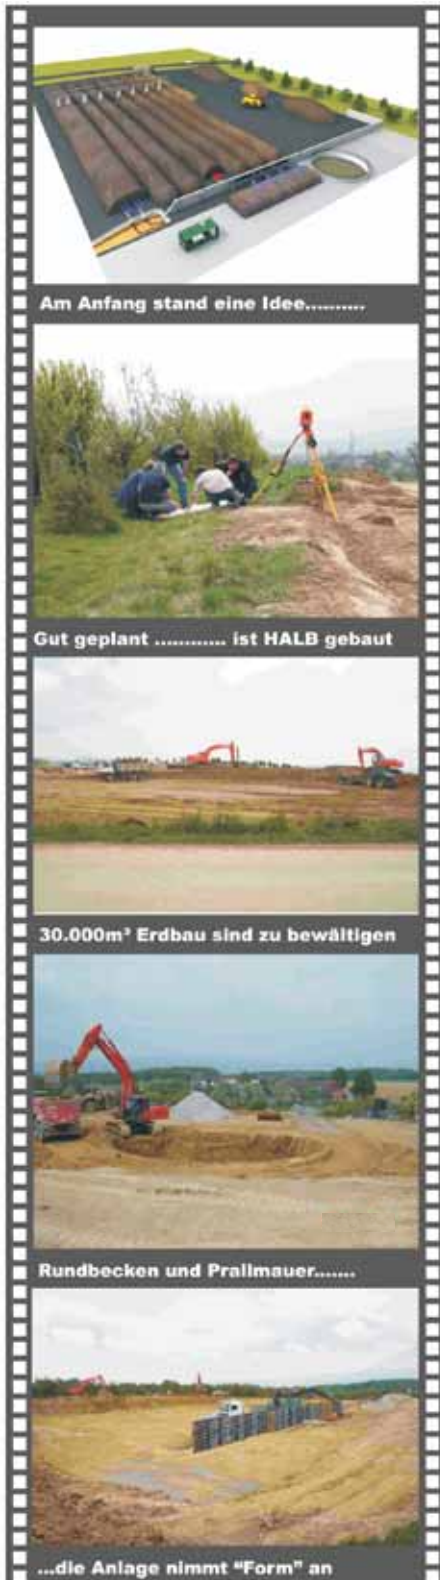 Am Anfang stand eine Idee..........
Gut geplant ............ ist HALB gebaut
30.000m³ Erdbau sind zu bewältigen
Rundbecken und Prallmauer.......
...die Anlage nimmt "Form" an